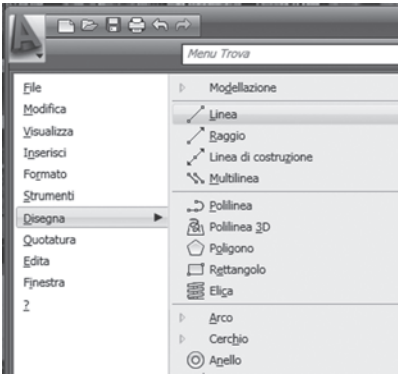 Menu Trova
File
Modifica
Visualizza
Inserisci
Formato
Strumenti
Disegna
Quotatura
Edita
Finestra
?
Modellazione
Linea
Raggio
Linea di costruzione
Multilinea
Polilinea
Polilinea 3D
Poligono
Rettangolo
Elica
Arco
Cerchio
Anello